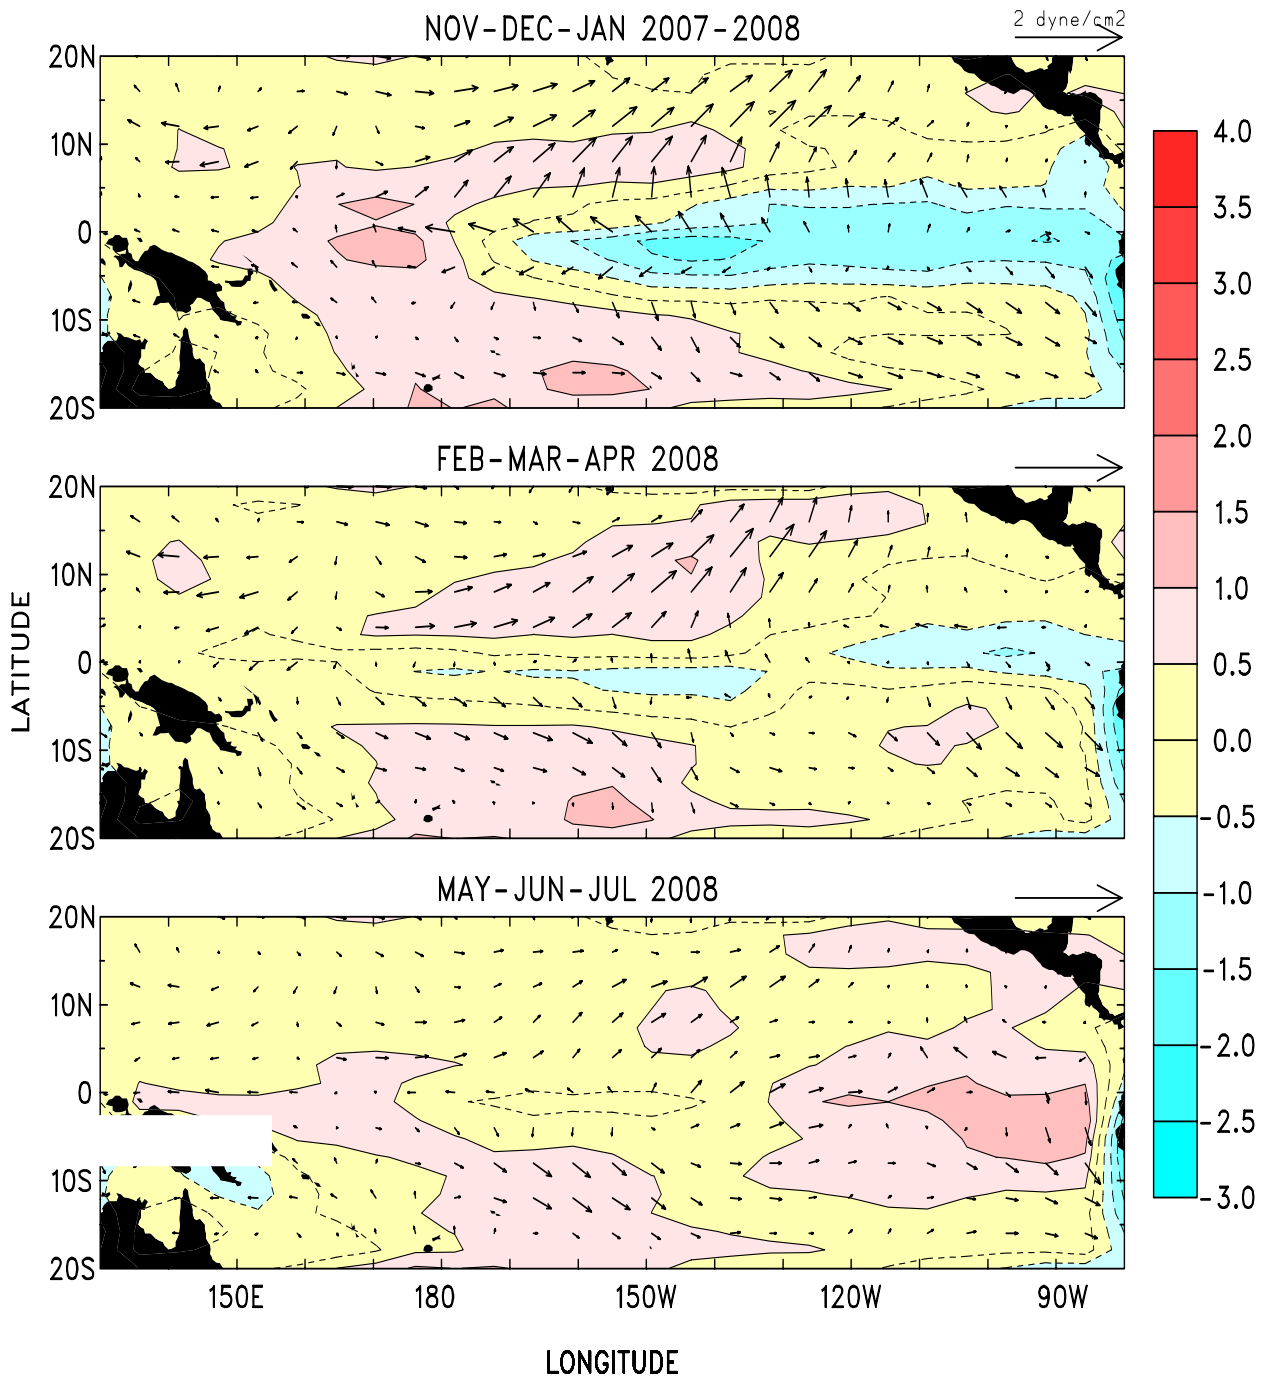 NOV-DEC-JAN 2007-2008
2 dyne/cm2
20N
10N
0
10S
20S
FEB-MAR-APR 2008
20N
10N
0
10S
20S
MAY-JUN-JUL 2008
20N
10N
0
10S
20S
150E 180 150W 120W 90W
LONGITUDE
LATITUDE
4.0
3.5
3.0
2.5
2.0
1.5
1.0
0.5
0.0
-0.5
-1.0
-1.5
-2.0
-2.5
-3.0